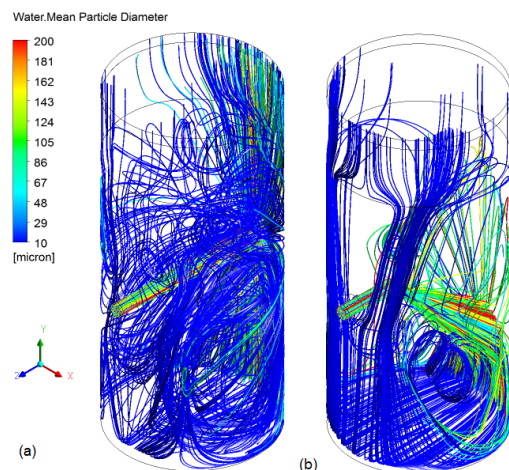 Water.Mean Particle Diameter
200
181
162
143
124
105
86
67
48
29
10
[micron]
Y
Z
X
(a)
(b)